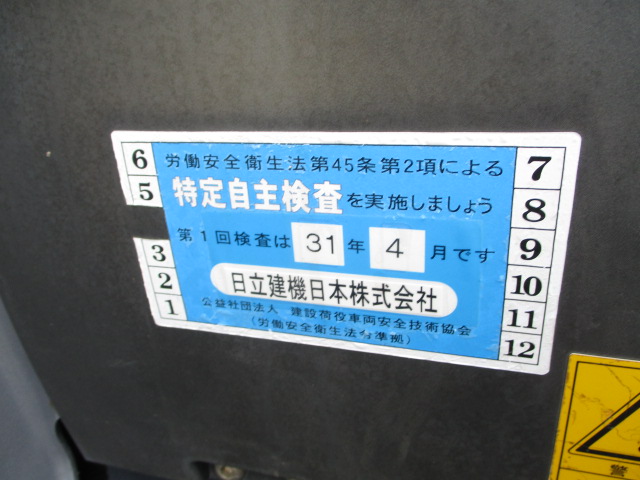 労働安全衛生法第45条第2項による
特定自主検査を実施しましょう
第1回検査は 31 年 4 月です
日立建機日本株式会社
公益社団法人 建設荷役車両安全技術協会
(労働安全衛生法令準拠)
6
5
3
2
1
7
8
9
10
11
12
警